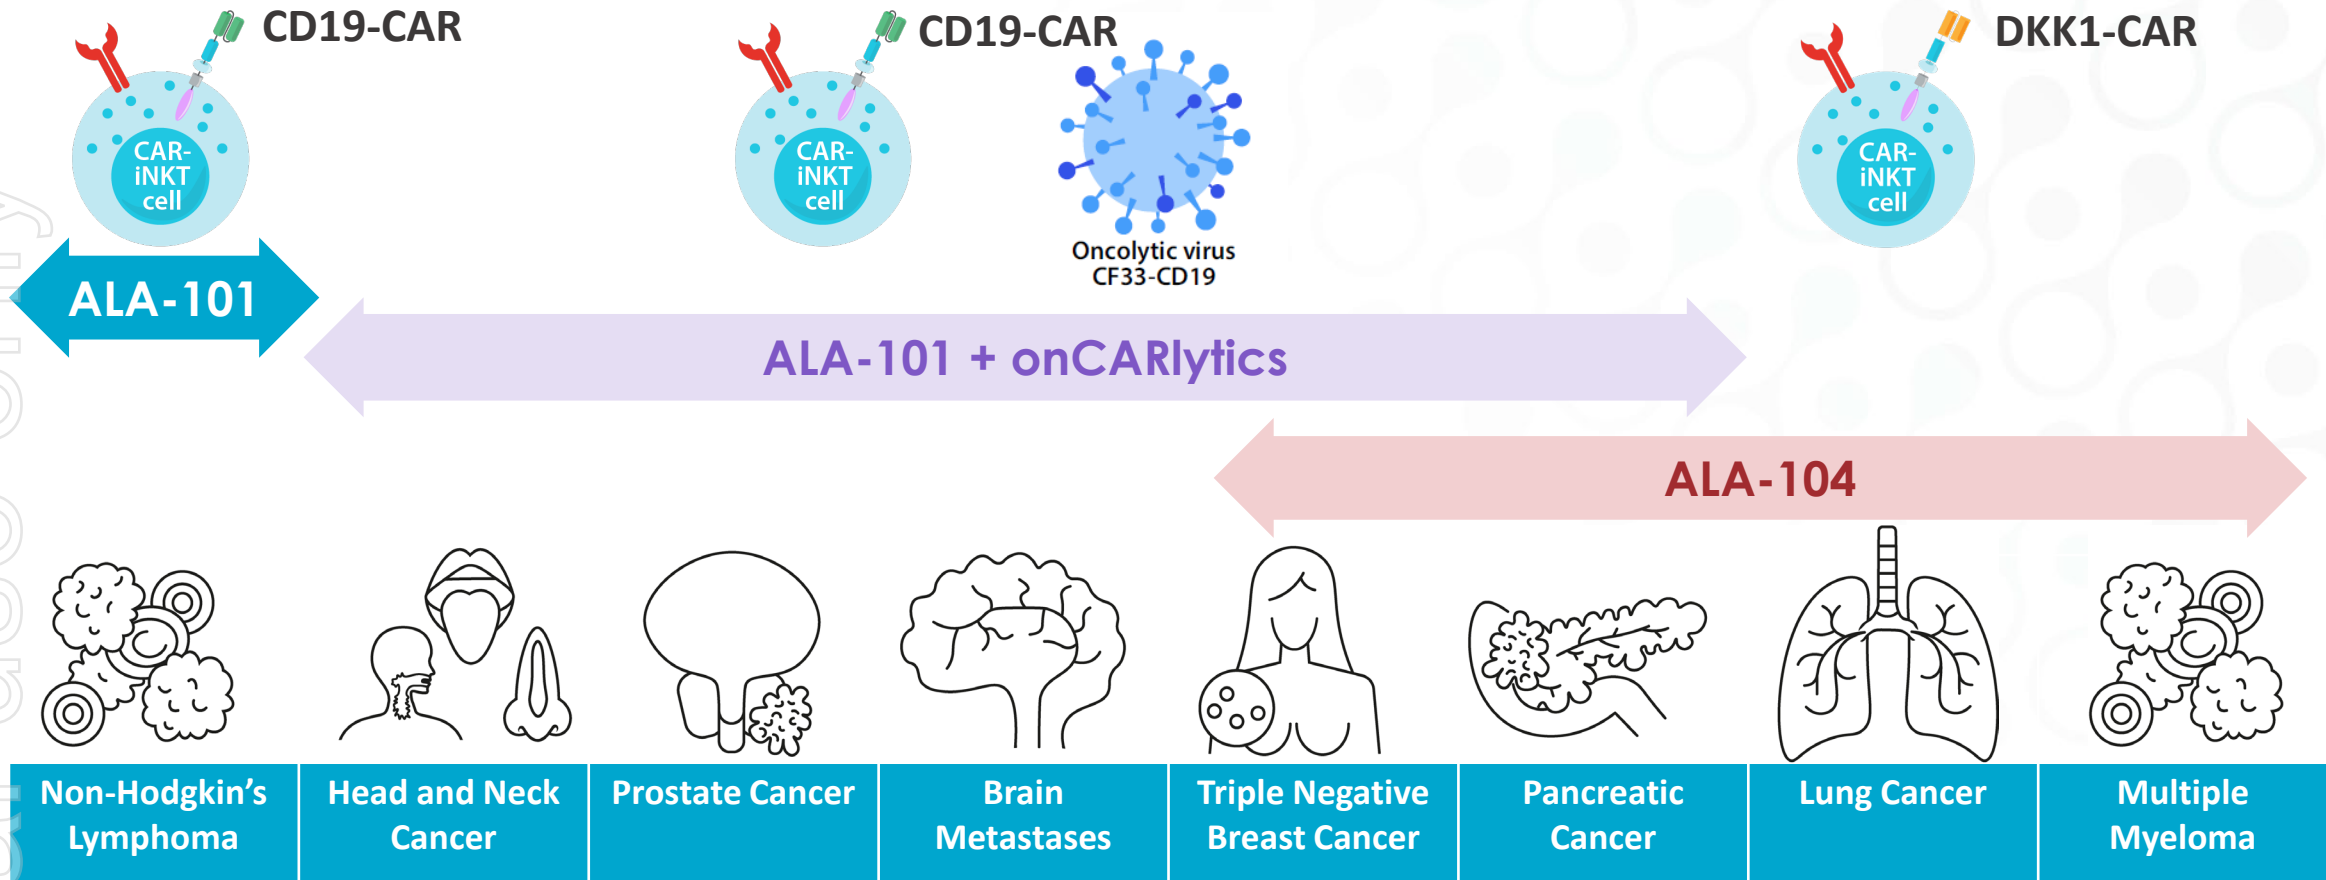 CD19-CAR
CD19-CAR
DKK1-CAR
CAR-
iNKT
cell
CAR-
iNKT
cell
CAR-
iNKT
cell
Oncolytic virus
CF33-CD19
ALA-101
ALA-101 + onCARlytics
ALA-104
Non-Hodgkin’s
Lymphoma
Head and Neck
Cancer
Prostate Cancer
Brain
Metastases
Triple Negative
Breast Cancer
Pancreatic
Cancer
Lung Cancer
Multiple
Myeloma